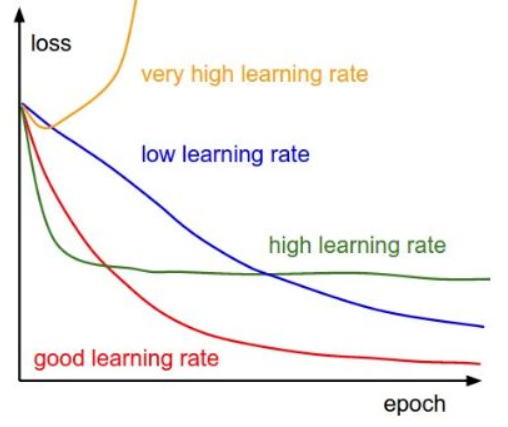 loss
very high learning rate
low learning rate
high learning rate
good learning rate
epoch